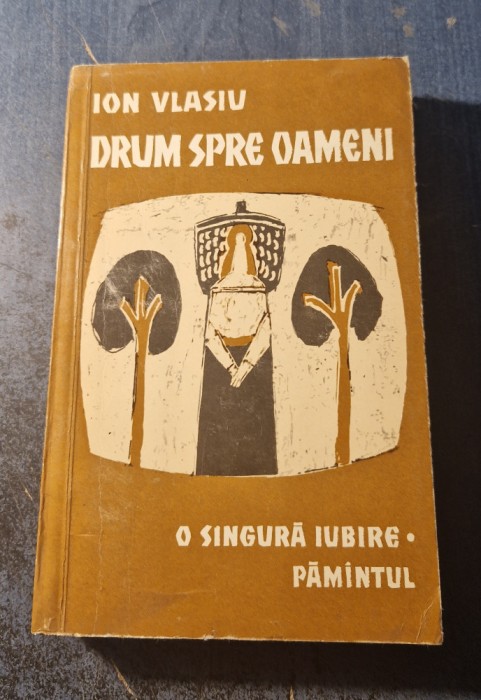 ION VLASIU
DRUM SPRE OAMENI
O SINGURĂ IUBIRE •
PĂMÎNTUL